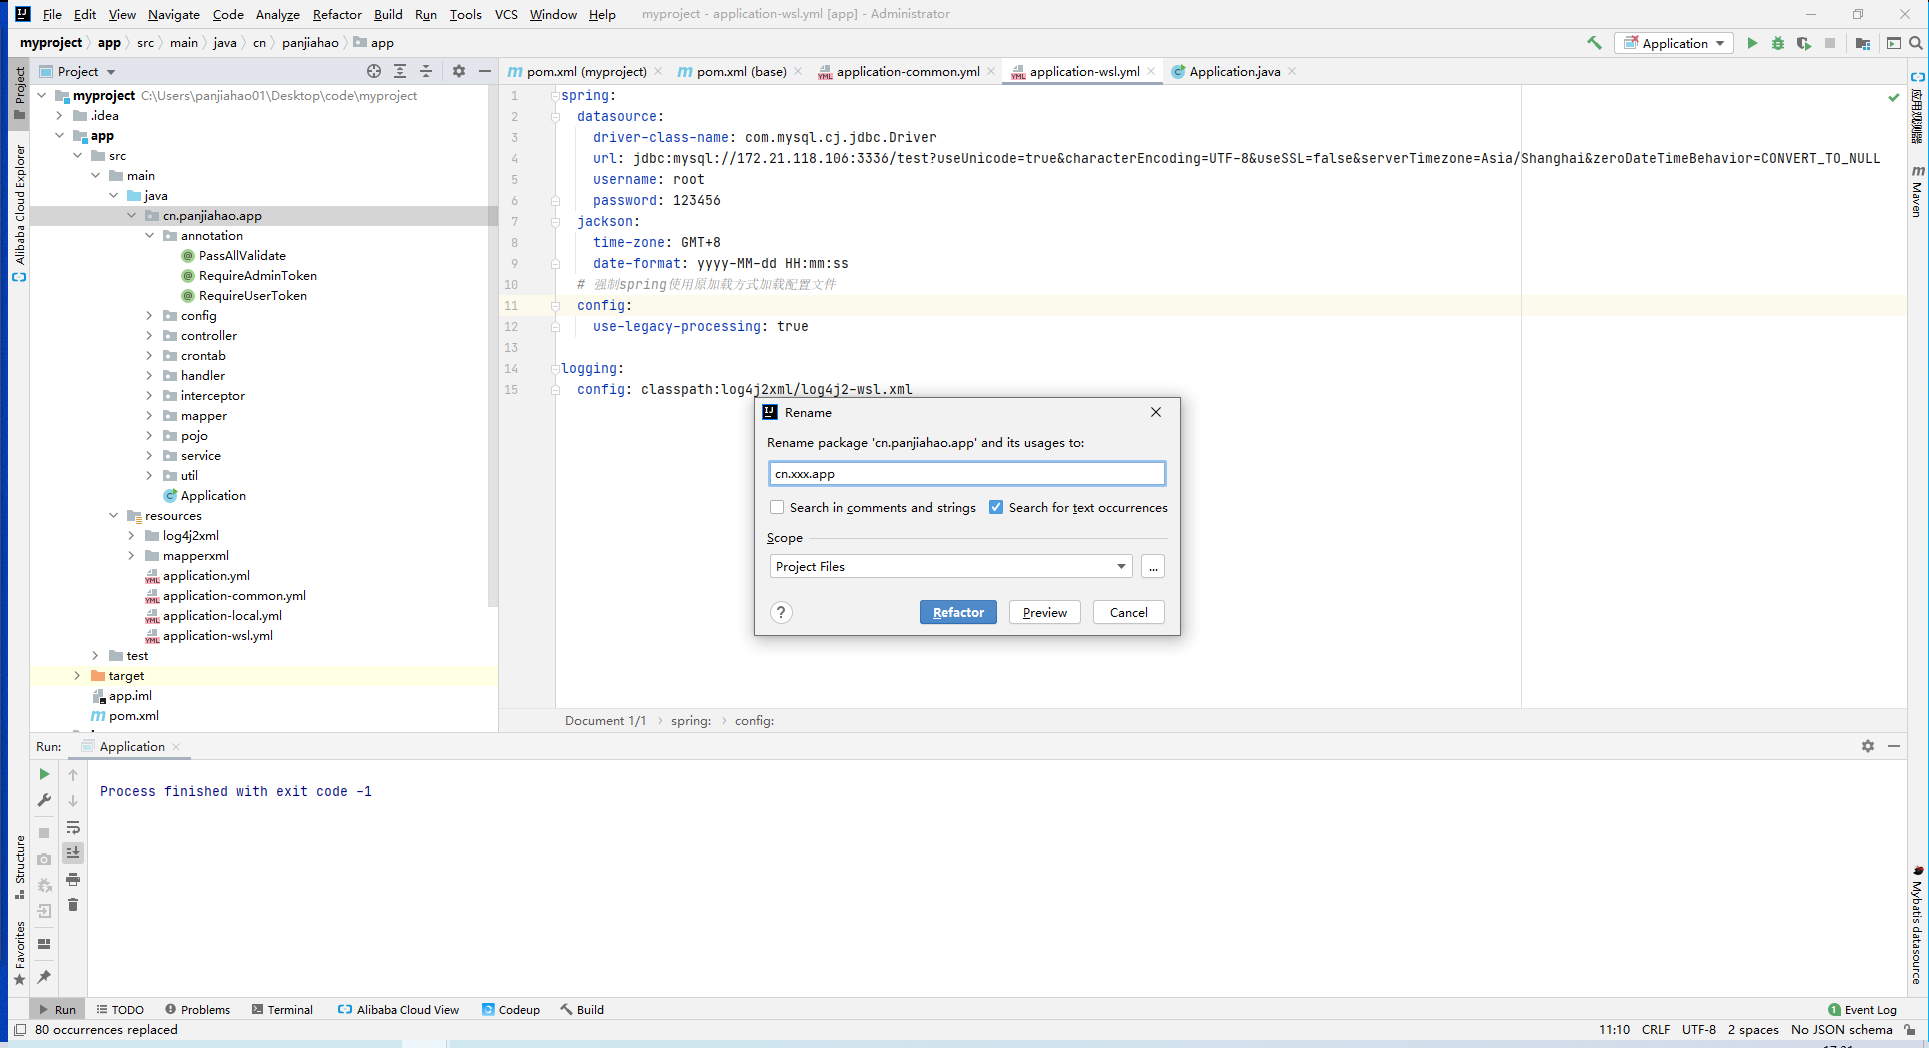 File Edit View Navigate Code Analyze Refactor Build Run Tools VCS Window Help myproject - application-wsl.yml [app] - Administrator
myproject app src main java cn panjiahao app Application
Project
pom.xml (myproject) pom.xml (base) application-common.yml application-wsl.yml Application.java
Project
Alibaba Cloud Explorer
Structure
Favorites
myproject C:\Users\panjiahao01\Desktop\code\myproject
.idea
app
src
main
java
cn.panjiahao.app
annotation
PassAllValidate
RequireAdminToken
RequireUserToken
config
controller
crontab
handler
interceptor
mapper
pojo
service
util
Application
resources
log4j2xml
mapperxml
application.yml
application-common.yml
application-local.yml
application-wsl.yml
test
target
app.iml
pom.xml
1 spring:
2 datasource:
3 driver-class-name: com.mysql.cj.jdbc.Driver
4 url: jdbc:mysql://172.21.118.106:3336/test?useUnicode=true&characterEncoding=UTF-8&useSSL=false&serverTimezone=Asia/Shanghai&zeroDateTimeBehavior=CONVERT_TO_NULL
5 username: root
6 password: 123456
7 jackson:
8 time-zone: GMT+8
9 date-format: yyyy-MM-dd HH:mm:ss
10 # 强制spring使用原加载方式加载配置文件
11 config:
12 use-legacy-processing: true
13
14 logging:
15 config: classpath:log4j2xml/log4j2-wsl.xml
Rename
Rename package 'cn.panjiahao.app' and its usages to:
cn.xxx.app
Search in comments and strings Search for text occurrences
Scope
Project Files ...
? Refactor Preview Cancel
Document 1/1 spring: config:
应用观测器
Maven
Mybatis datasource
Run: Application
Process finished with exit code -1
Run TODO Problems Terminal Alibaba Cloud View Codeup Build 1 Event Log
80 occurrences replaced 11:10 CRLF UTF-8 2 spaces No JSON schema